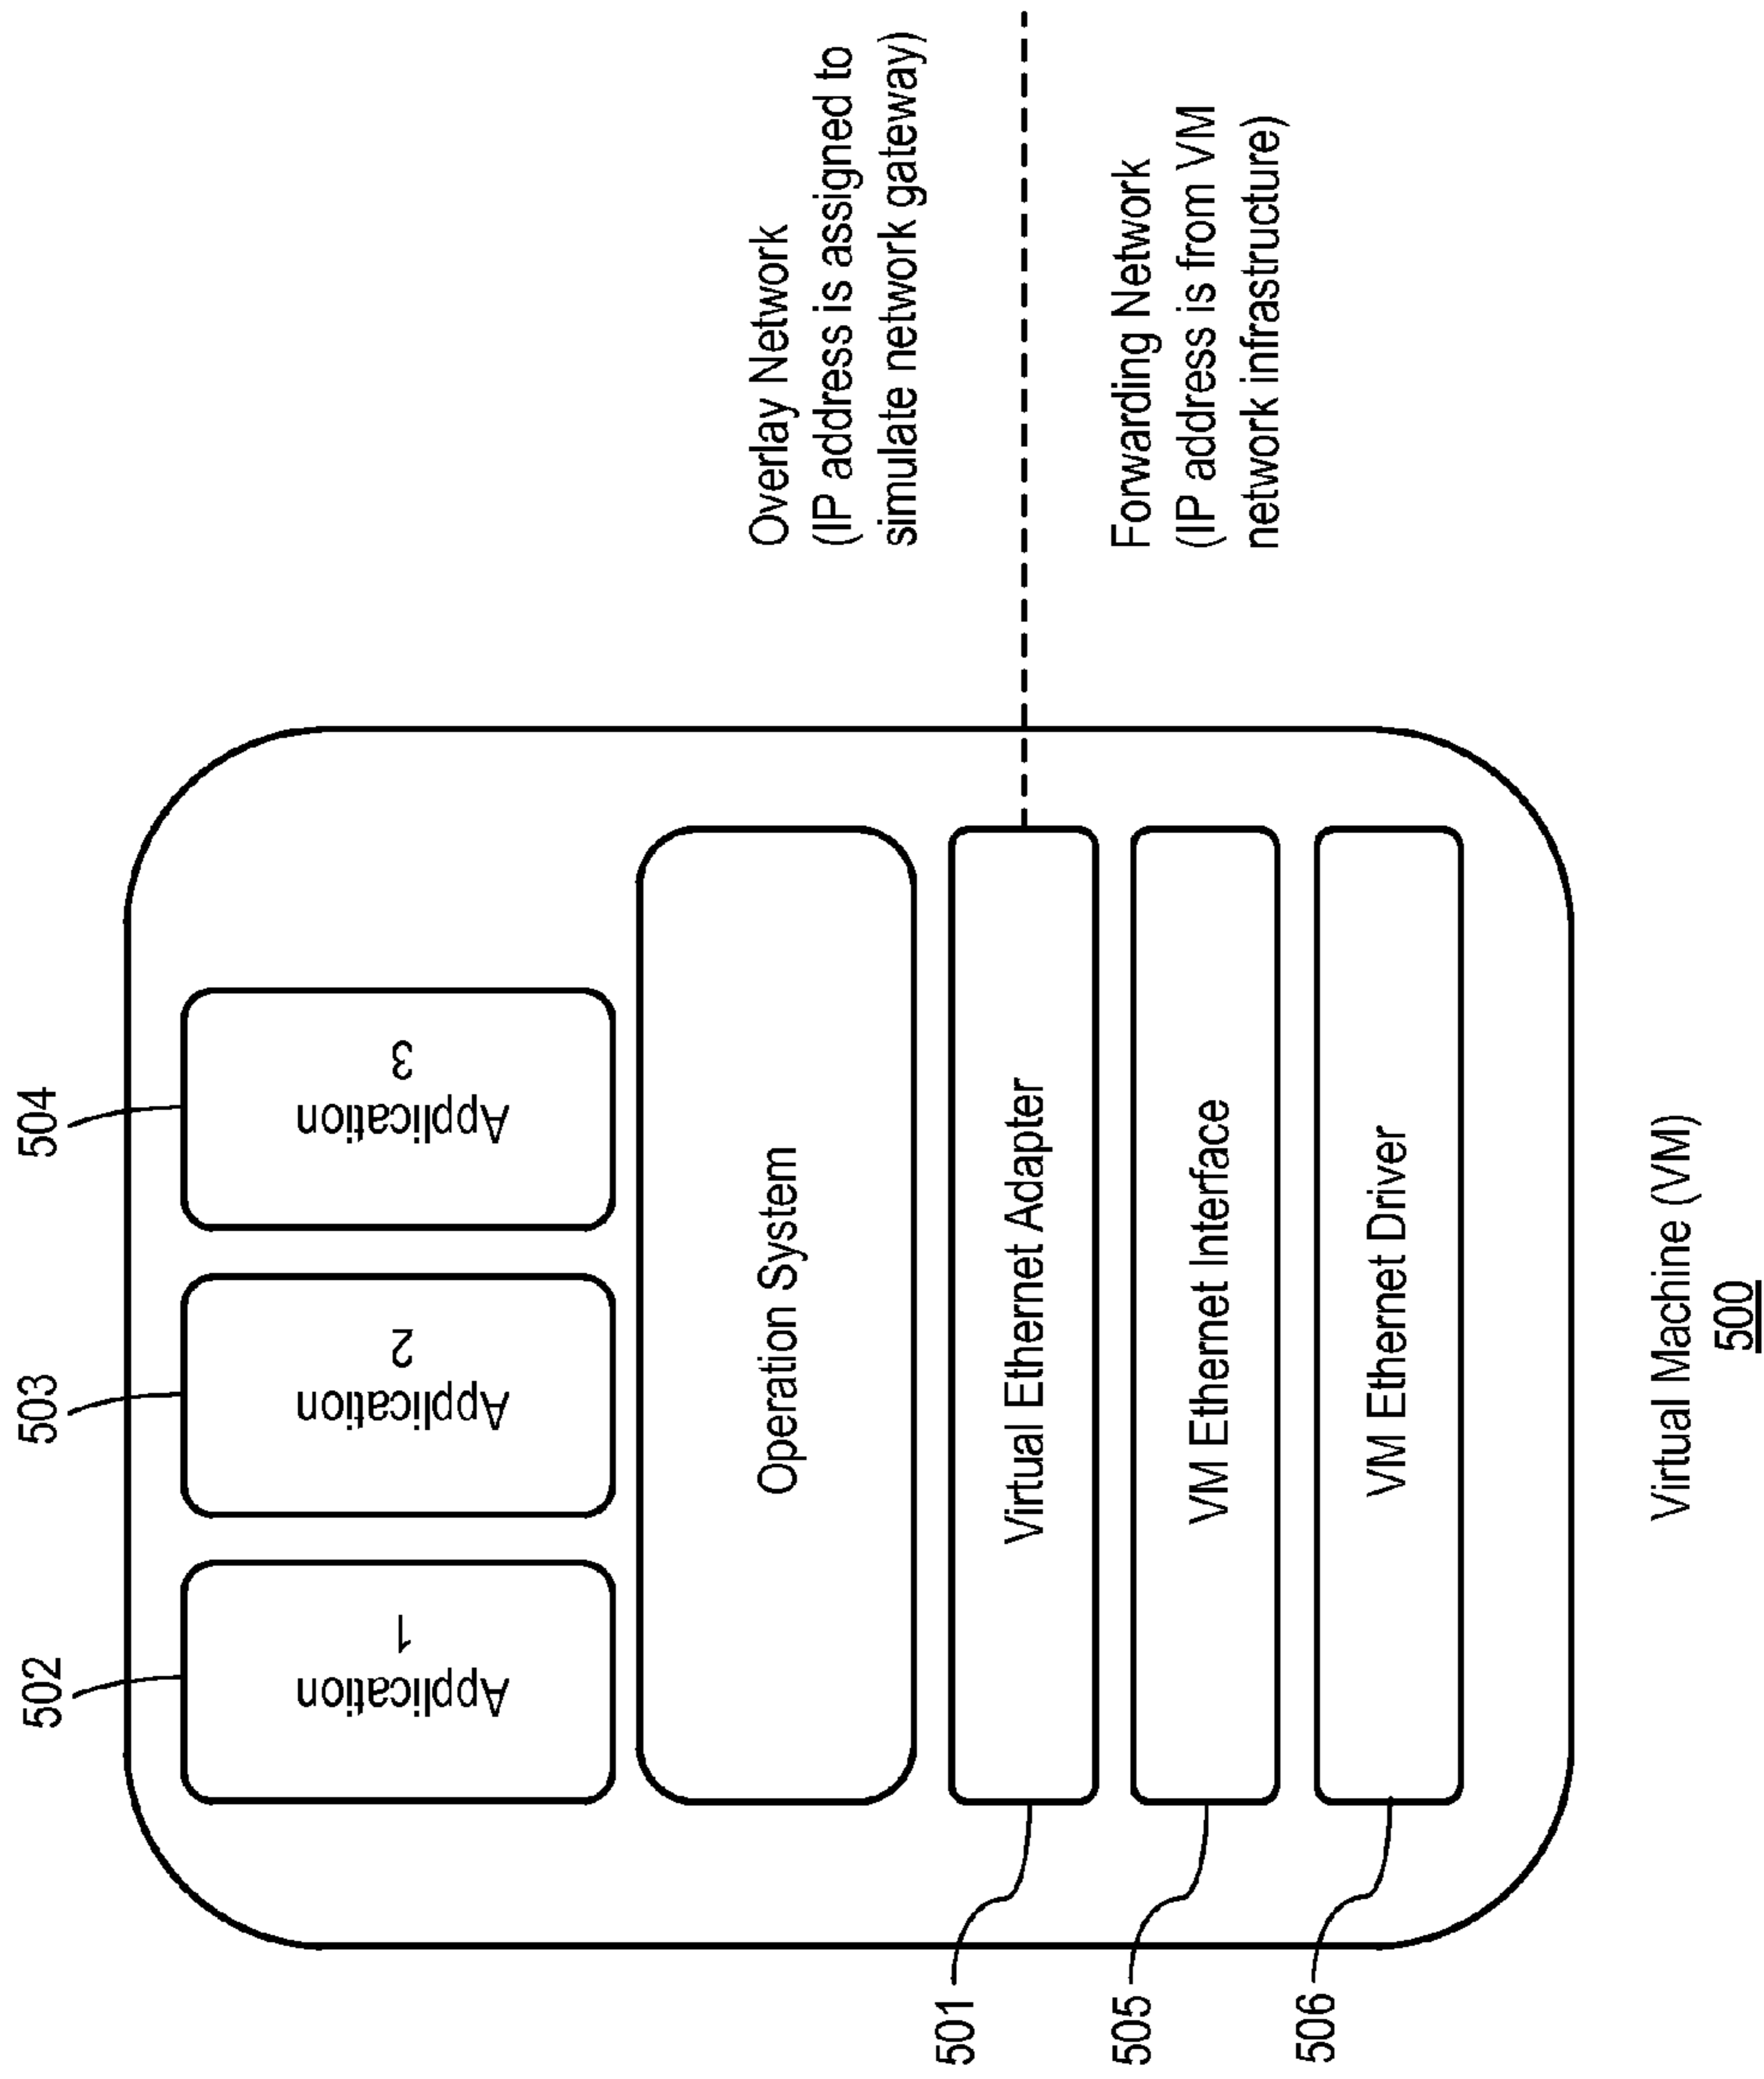 502
503
504
Application
1
Application
2
Application
3
Operation System
Overlay Network
(IP address is assigned to
simulate network gateway)
501
Virtual Ethernet Adapter
505
VM Ethernet Interface
Forwarding Network
(IP address is from VM
network infrastructure)
506
VM Ethernet Driver
Virtual Machine (VM)
500